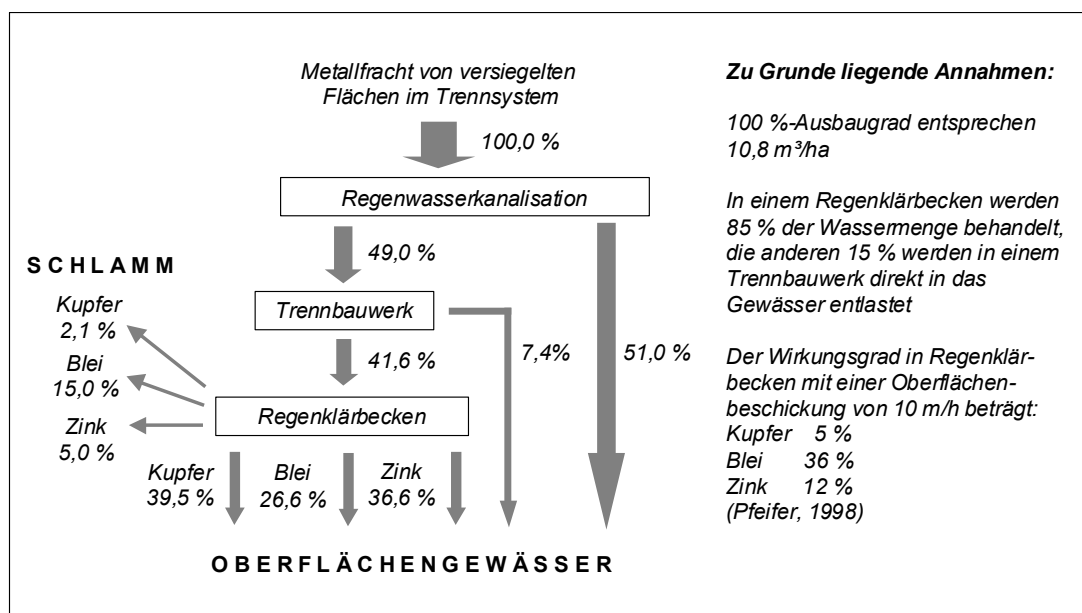 Metallfracht von versiegelten
Flächen im Trennsystem
100,0 %
Regenwasserkanalisation
49,0 %
SCHLAMM
Trennbauwerk
Kupfer
2,1 %
7,4%
51,0 %
41,6 %
Blei
15,0 %
Regenklärbecken
Zink
5,0 %
Kupfer
39,5 %
Blei
26,6 %
Zink
36,6 %
OBERFLÄCHENGEWÄSSER
Zu Grunde liegende Annahmen:
100 %-Ausbaugrad entsprechen
10,8 m³/ha
In einem Regenklärbecken werden
85 % der Wassermenge behandelt,
die anderen 15 % werden in einem
Trennbauwerk direkt in das
Gewässer entlastet
Der Wirkungsgrad in Regenklär-
becken mit einer Oberflächen-
beschickung von 10 m/h beträgt:
Kupfer 5 %
Blei 36 %
Zink 12 %
(Pfeifer, 1998)